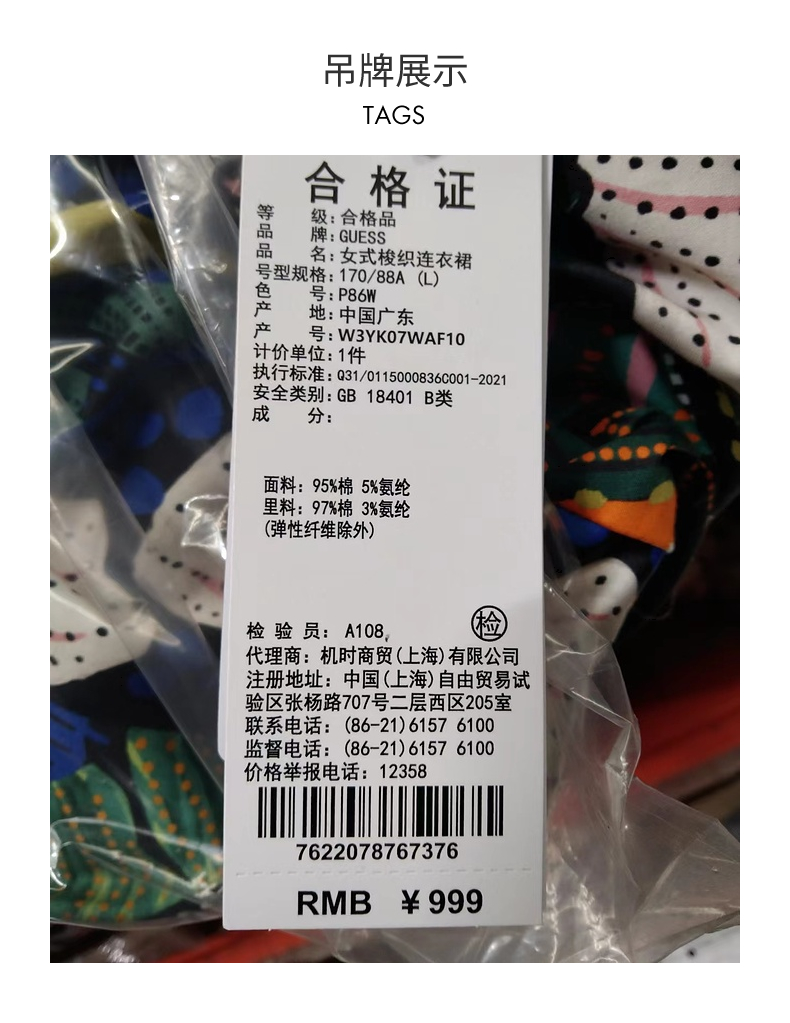 吊牌展示
TAGS
合格证
等级：合格品
品牌：GUESS
品名：女式梭织连衣裙
号型规格：170/88A (L)
色号：P86W
产地：中国广东
产号：W3YK07WAF10
计价单位：1件
执行标准：Q31/0115000836C001-2021
安全类别：GB 18401 B类
成分：
面料：95%棉 5%氨纶
里料：97%棉 3%氨纶
(弹性纤维除外)
检验员：A108,
检
代理商：机时商贸(上海)有限公司
注册地址：中国(上海)自由贸易试
验区张杨路707号二层西区205室
联系电话：(86-21)6157 6100
监督电话：(86-21)6157 6100
价格举报电话：12358
7622078767376
RMB ¥999